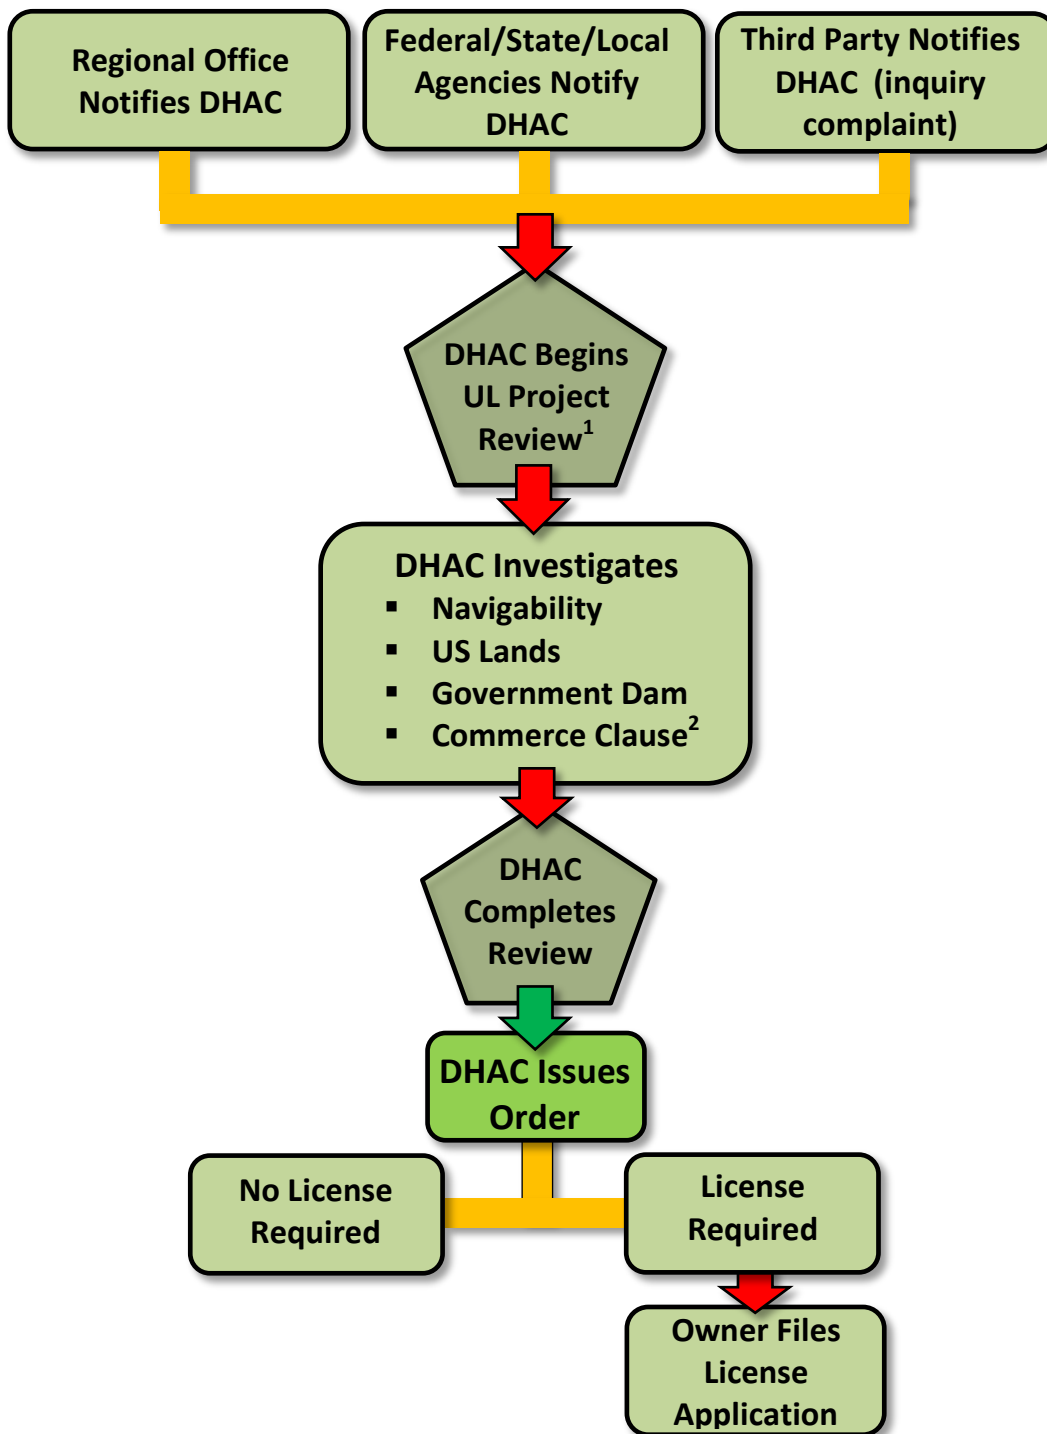 Regional Office
Notifies DHAC
Federal/State/Local
Agencies Notify
DHAC
Third Party Notifies
DHAC (inquiry
complaint)
DHAC Begins
UL Project
Review1
DHAC Investigates
▪ Navigability
▪ US Lands
▪ Government Dam
▪ Commerce Clause2
DHAC
Completes
Review
DHAC Issues
Order
No License
Required
License
Required
Owner Files
License
Application